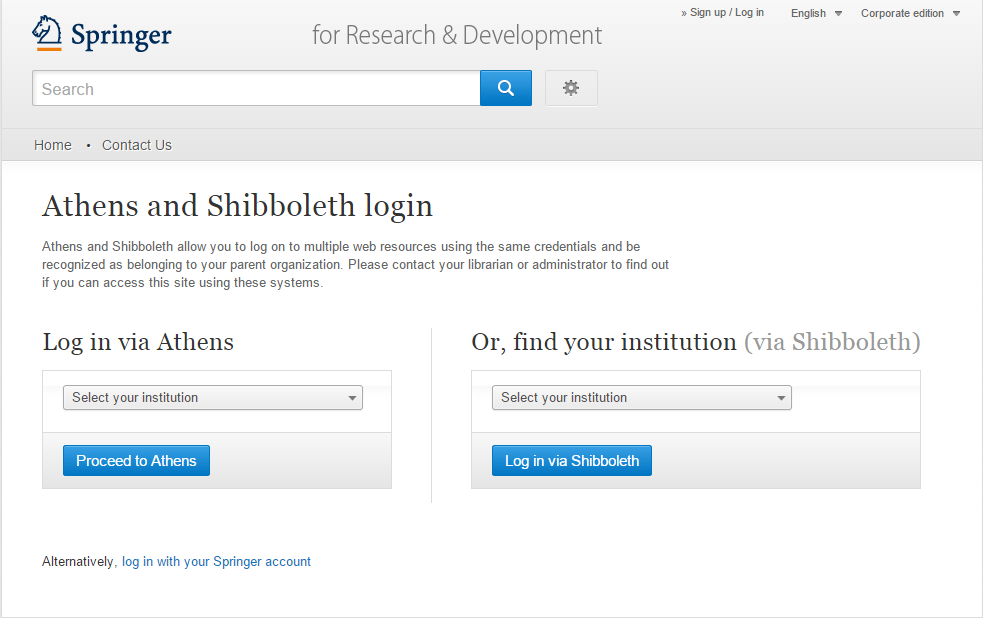 » Sign up / Log in English Corporate edition
Springer for Research & Development
Search
Home • Contact Us
Athens and Shibboleth login
Athens and Shibboleth allow you to log on to multiple web resources using the same credentials and be
recognized as belonging to your parent organization. Please contact your librarian or administrator to find out
if you can access this site using these systems.
Log in via Athens
Select your institution
Proceed to Athens
Or, find your institution (via Shibboleth)
Select your institution
Log in via Shibboleth
Alternatively, log in with your Springer account